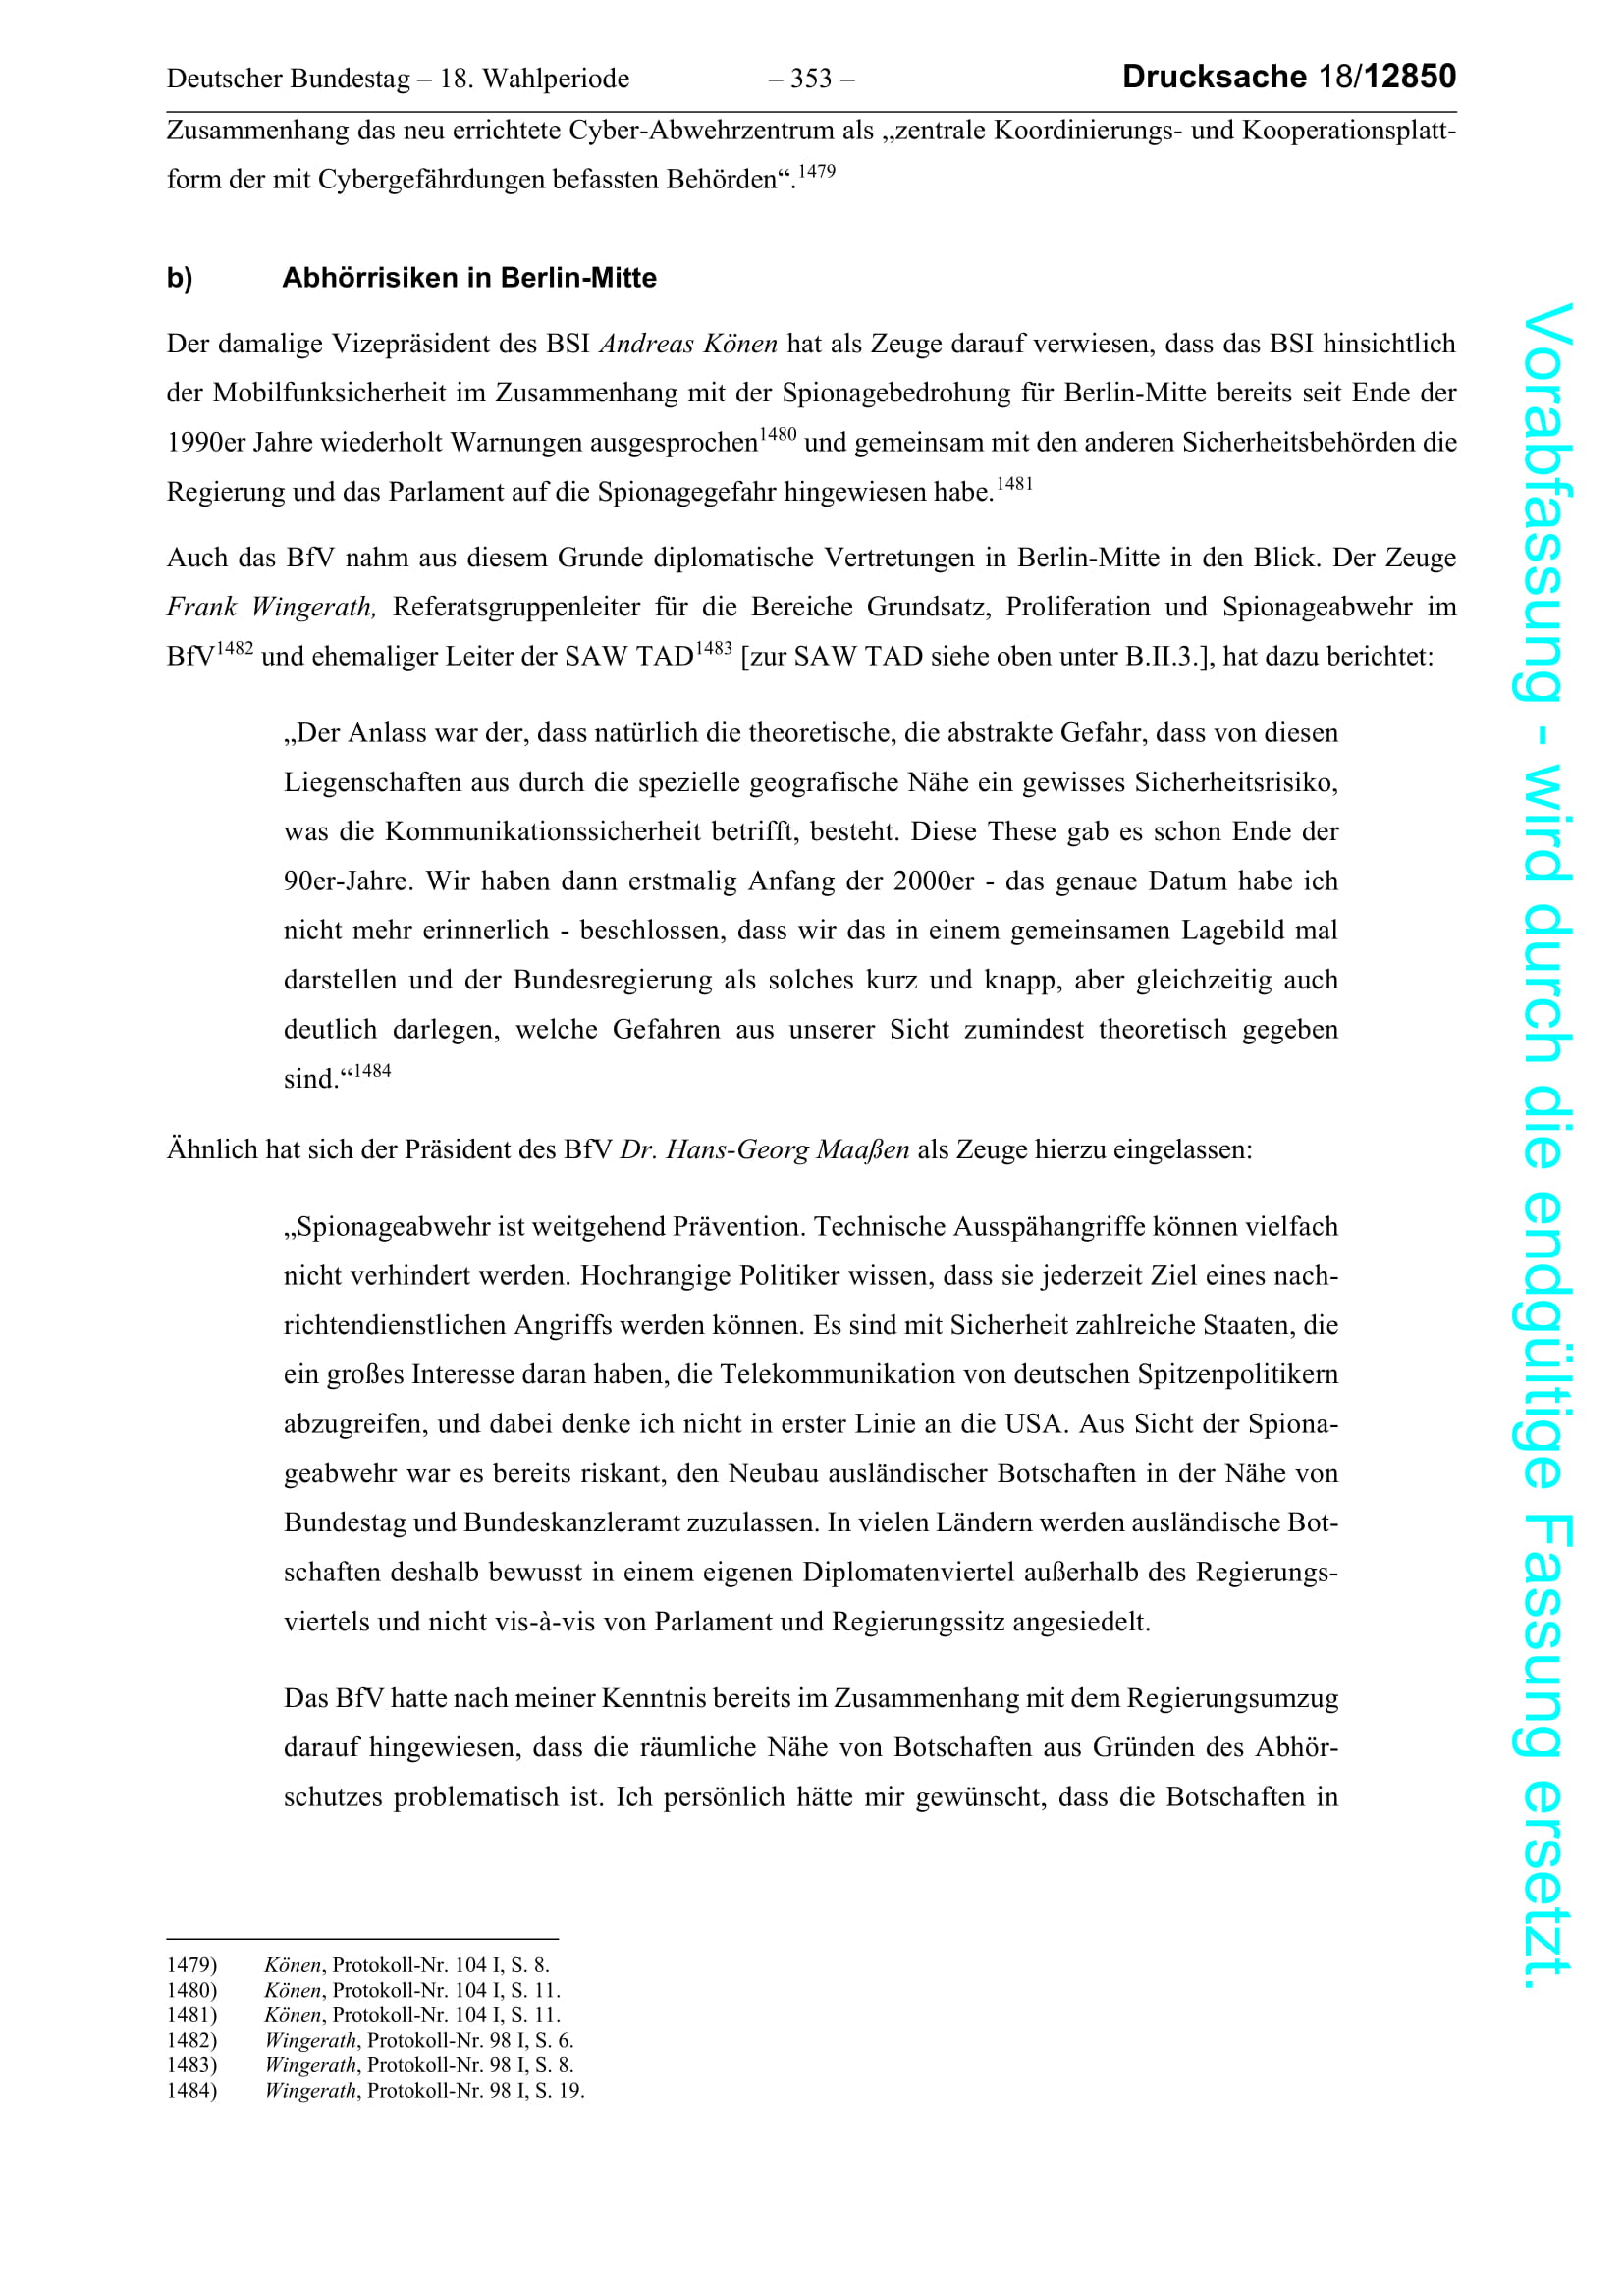 Deutscher Bundestag – 18. Wahlperiode – 353 – Drucksache 18/12850
Zusammenhang das neu errichtete Cyber-Abwehrzentrum als „zentrale Koordinierungs- und Kooperationsplatt-
form der mit Cybergefährdungen befassten Behörden“.1479
b) Abhörrisiken in Berlin-Mitte
Der damalige Vizepräsident des BSI Andreas Könen hat als Zeuge darauf verwiesen, dass das BSI hinsichtlich
der Mobilfunksicherheit im Zusammenhang mit der Spionagebedrohung für Berlin-Mitte bereits seit Ende der
1990er Jahre wiederholt Warnungen ausgesprochen1480 und gemeinsam mit den anderen Sicherheitsbehörden die
Regierung und das Parlament auf die Spionagegefahr hingewiesen habe.1481
Auch das BfV nahm aus diesem Grunde diplomatische Vertretungen in Berlin-Mitte in den Blick. Der Zeuge
Frank Wingerath, Referatsgruppenleiter für die Bereiche Grundsatz, Proliferation und Spionageabwehr im
BfV1482 und ehemaliger Leiter der SAW TAD1483 [zur SAW TAD siehe oben unter B.II.3.], hat dazu berichtet:
„Der Anlass war der, dass natürlich die theoretische, die abstrakte Gefahr, dass von diesen
Liegenschaften aus durch die spezielle geografische Nähe ein gewisses Sicherheitsrisiko,
was die Kommunikationssicherheit betrifft, besteht. Diese These gab es schon Ende der
90er-Jahre. Wir haben dann erstmalig Anfang der 2000er - das genaue Datum habe ich
nicht mehr erinnerlich - beschlossen, dass wir das in einem gemeinsamen Lagebild mal
darstellen und der Bundesregierung als solches kurz und knapp, aber gleichzeitig auch
deutlich darlegen, welche Gefahren aus unserer Sicht zumindest theoretisch gegeben
sind.“1484
Ähnlich hat sich der Präsident des BfV Dr. Hans-Georg Maaßen als Zeuge hierzu eingelassen:
„Spionageabwehr ist weitgehend Prävention. Technische Ausspähangriffe können vielfach
nicht verhindert werden. Hochrangige Politiker wissen, dass sie jederzeit Ziel eines nach-
richtendienstlichen Angriffs werden können. Es sind mit Sicherheit zahlreiche Staaten, die
ein großes Interesse daran haben, die Telekommunikation von deutschen Spitzenpolitikern
abzugreifen, und dabei denke ich nicht in erster Linie an die USA. Aus Sicht der Spiona-
geabwehr war es bereits riskant, den Neubau ausländischer Botschaften in der Nähe von
Bundestag und Bundeskanzleramt zuzulassen. In vielen Ländern werden ausländische Bot-
schaften deshalb bewusst in einem eigenen Diplomatenviertel außerhalb des Regierungs-
viertels und nicht vis-à-vis von Parlament und Regierungssitz angesiedelt.
Das BfV hatte nach meiner Kenntnis bereits im Zusammenhang mit dem Regierungsumzug
darauf hingewiesen, dass die räumliche Nähe von Botschaften aus Gründen des Abhör-
schutzes problematisch ist. Ich persönlich hätte mir gewünscht, dass die Botschaften in
1479) Könen, Protokoll-Nr. 104 I, S. 8.
1480) Könen, Protokoll-Nr. 104 I, S. 11.
1481) Könen, Protokoll-Nr. 104 I, S. 11.
1482) Wingerath, Protokoll-Nr. 98 I, S. 6.
1483) Wingerath, Protokoll-Nr. 98 I, S. 8.
1484) Wingerath, Protokoll-Nr. 98 I, S. 19.
Vorabfassung - wird durch die endgültige Fassung ersetzt.